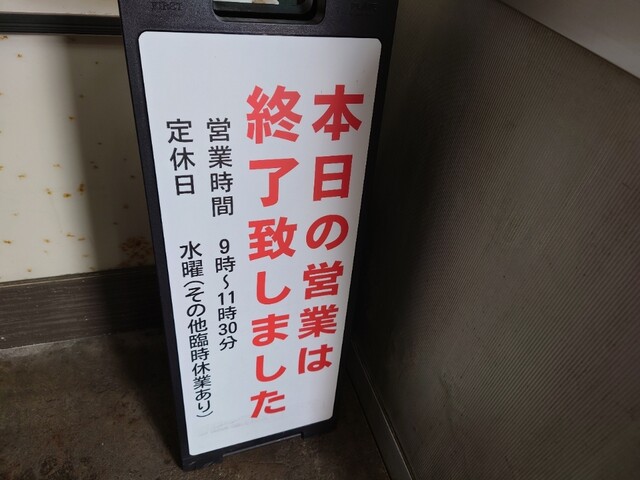 本日の営業は
終了致しました
営業時間 9時〜11時30分
定休日 水曜(その他臨時休業あり)